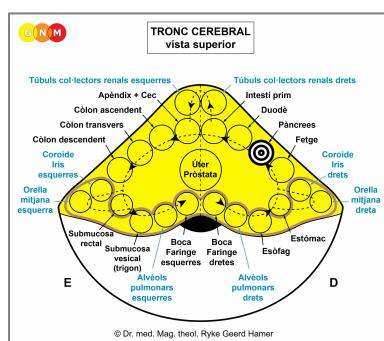 GNM
TRONC CEREBRAL
vista superior
Túbuls col·lectors renals esquerres
Túbuls col·lectors renals drets
Apèndix + Cec
Intestí prim
Còlon ascendent
Duodè
Còlon transvers
Pàncrees
Còlon descendent
Fetge
Coroide
Iris
esquerres
Coroide
Iris
drets
Úter
Pròstata
Orella
mitjana
esquerra
Orella
mitjana
dreta
Submucosa
rectal
Submucosa
vesical
(trígon)
Boca
Faringe
esquerres
Boca
Faringe
dretes
Esòfag
Estómac
Alvèols
pulmonars
esquerres
Alvèols
pulmonars
drets
E
D
© Dr. med. Mag. theol. Ryke Geerd Hamer